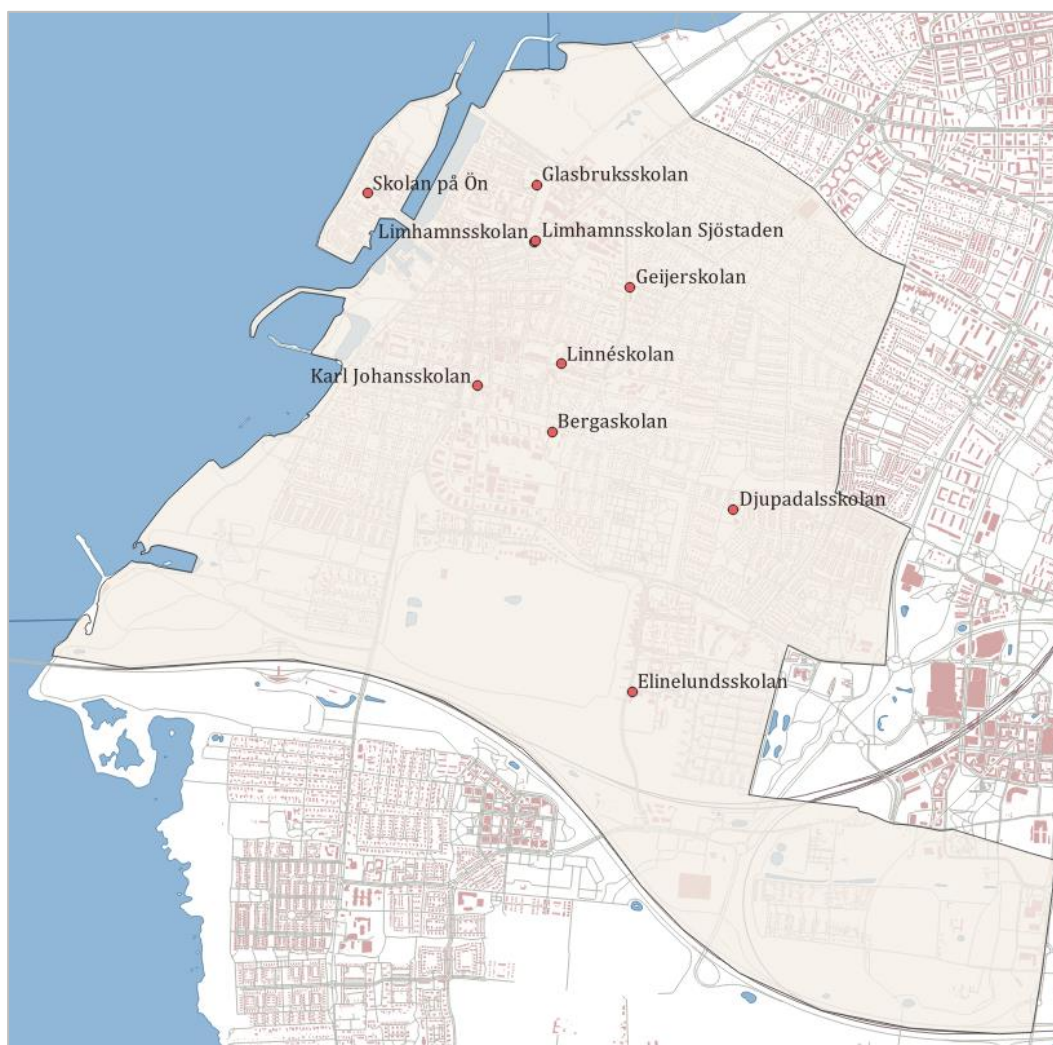 Glasbruksskolan
Skolan på Ön
Limhamnsskolan
Limhamnsskolan Sjöstaden
Geijerskolan
Linnéskolan
Karl Johansskolan
Bergaskolan
Djupadalsskolan
Elinelundsskolan